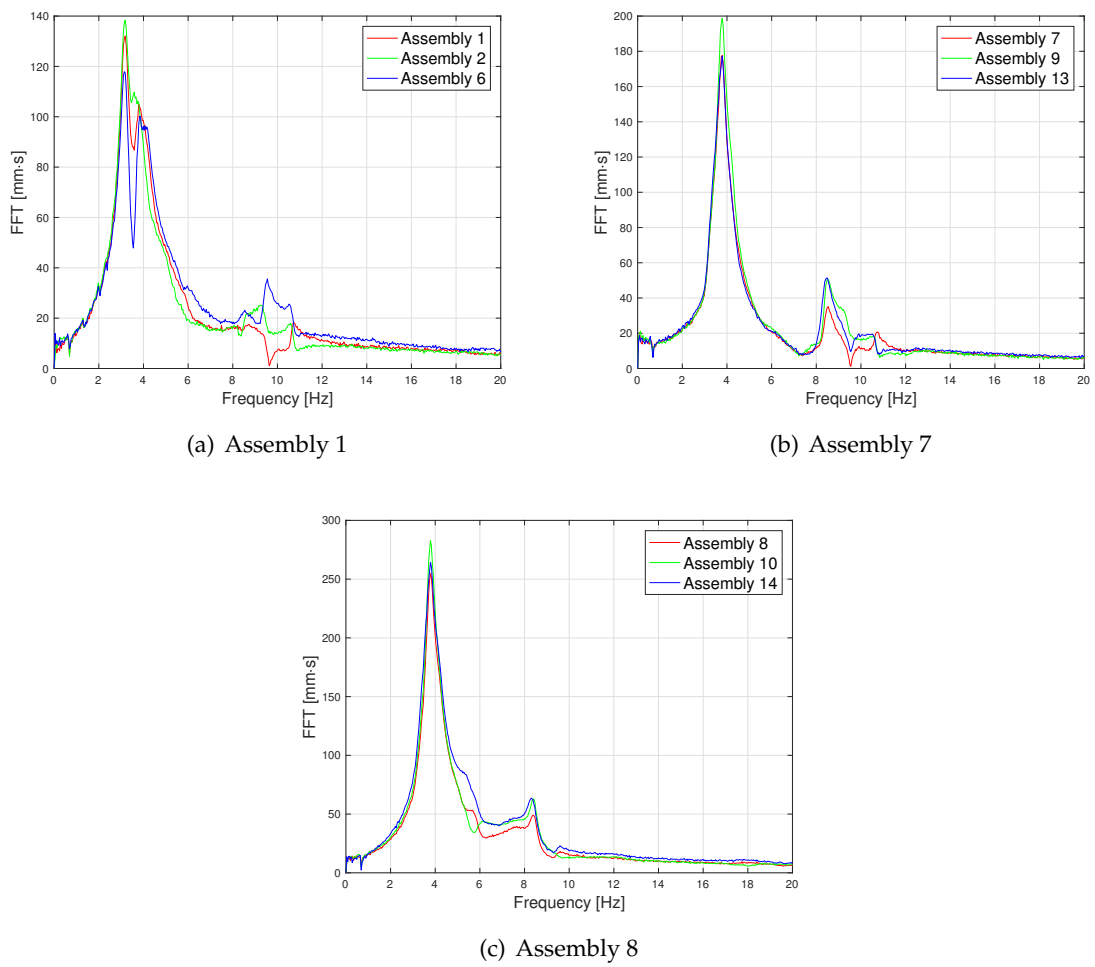 140
120
100
80
60
40
20
0
FFT [mm·s]
0 2 4 6 8 10 12 14 16 18 20
Frequency [Hz]
Assembly 1
Assembly 2
Assembly 6
(a) Assembly 1
200
180
160
140
120
100
80
60
40
20
0
FFT [mm·s]
0 2 4 6 8 10 12 14 16 18 20
Frequency [Hz]
Assembly 7
Assembly 9
Assembly 13
(b) Assembly 7
300
250
200
150
100
50
0
FFT [mm·s]
0 2 4 6 8 10 12 14 16 18 20
Frequency [Hz]
Assembly 8
Assembly 10
Assembly 14
(c) Assembly 8